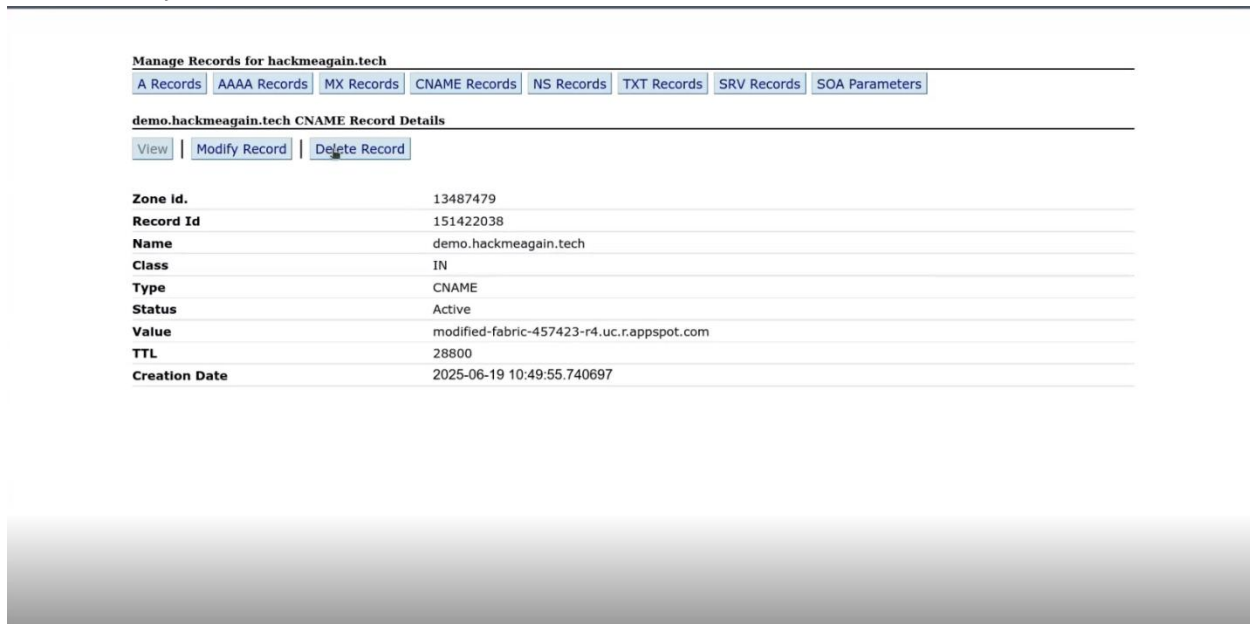 Manage Records for hackmeagain.tech
A Records AAAA Records MX Records CNAME Records NS Records TXT Records SRV Records SOA Parameters
demo.hackmeagain.tech CNAME Record Details
View | Modify Record | Delete Record
Zone id. 13487479
Record Id 151422038
Name demo.hackmeagain.tech
Class IN
Type CNAME
Status Active
Value modified-fabric-457423-r4.uc.r.appspot.com
TTL 28800
Creation Date 2025-06-19 10:49:55.740697